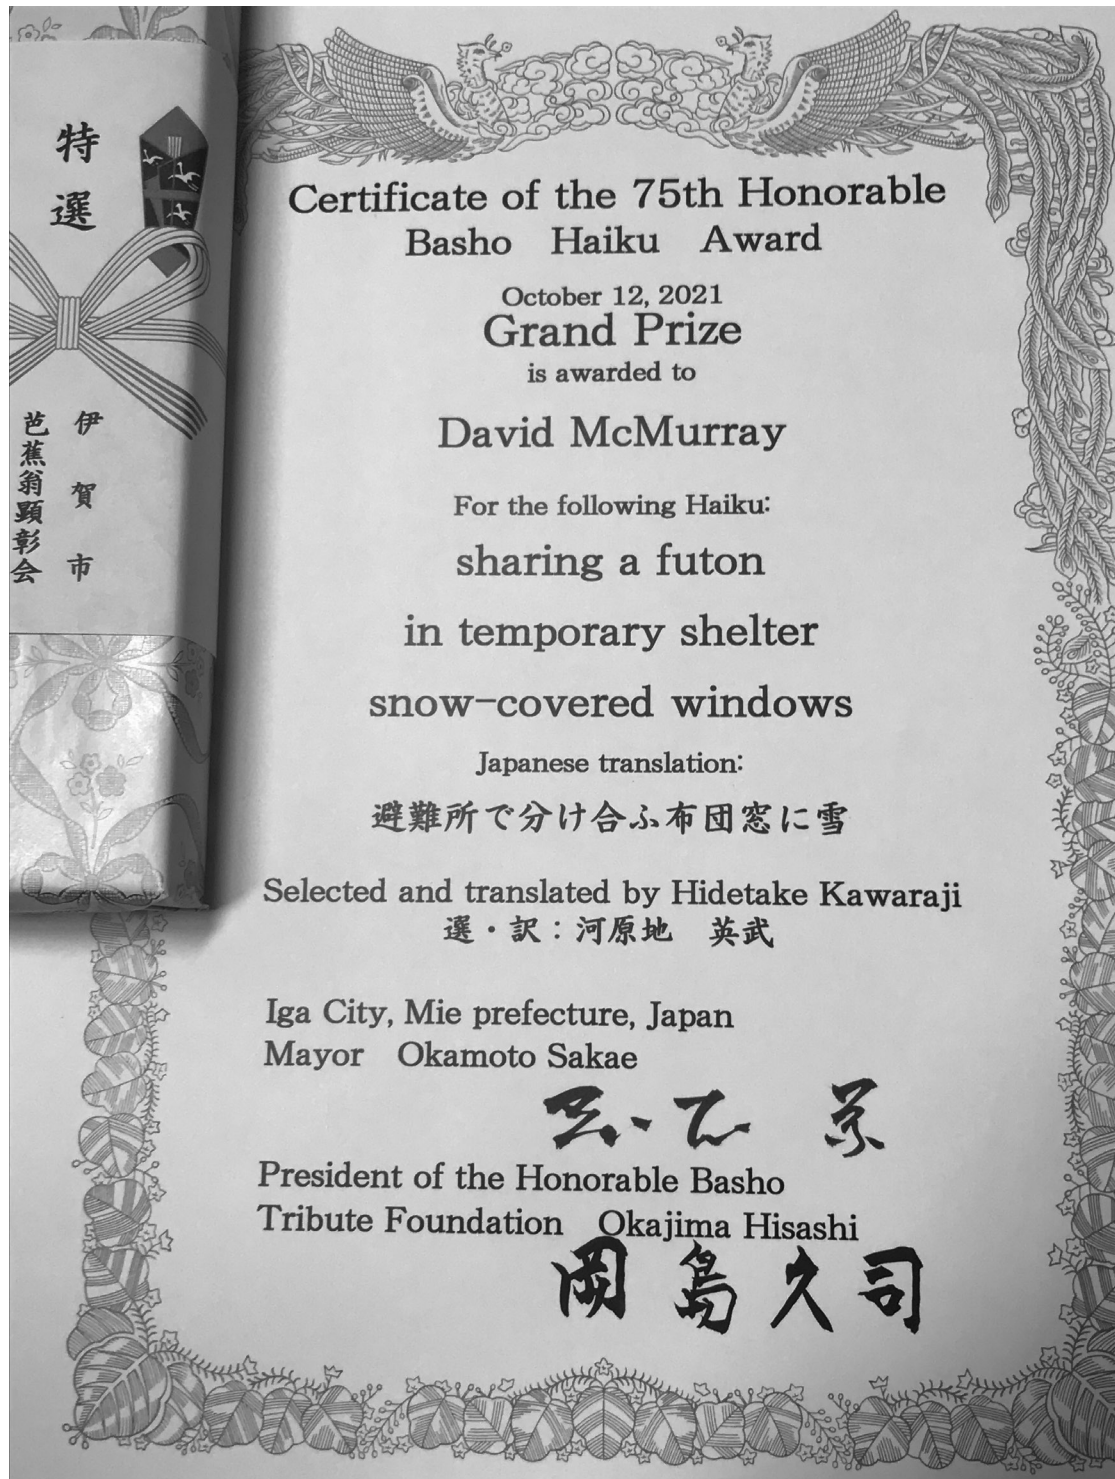 特選
伊賀市
芭蕉翁顕彰会
Certificate of the 75th Honorable
Basho Haiku Award
October 12, 2021
Grand Prize
is awarded to
David McMurray
For the following Haiku:
sharing a futon
in temporary shelter
snow-covered windows
Japanese translation:
避難所で分け合ふ布団窓に雪
Selected and translated by Hidetake Kawaraji
選・訳：河原地 英武
Iga City, Mie prefecture, Japan
Mayor Okamoto Sakae
President of the Honorable Basho
Tribute Foundation Okajima Hisashi
岡島久司